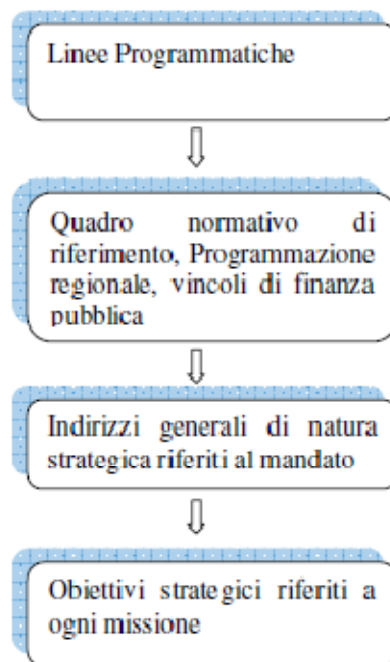 Linee Programmatiche
Quadro normativo di
riferimento, Programmazione
regionale, vincoli di finanza
pubblica
Indirizzi generali di natura
strategica riferiti al mandato
Obiettivi strategici riferiti a
ogni missione